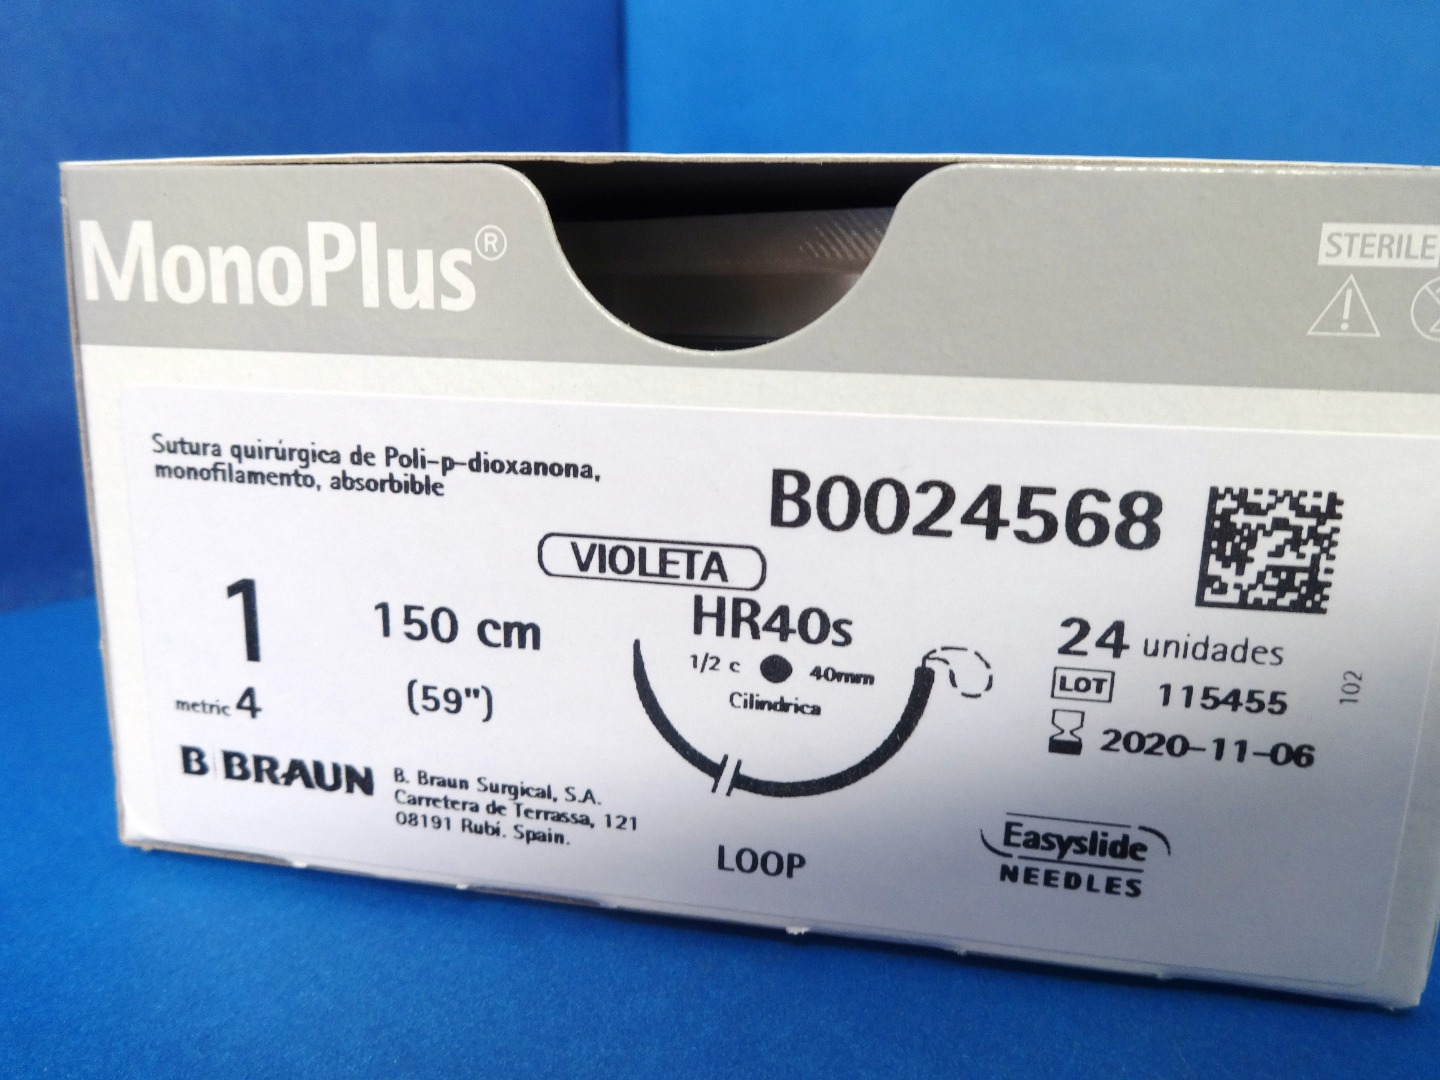 MonoPlus®
STERILE
Sutura quirúrgica de Poli-p-dioxanona,
monofilamento, absorbible
B0024568
VIOLETA
1
150 cm
HR40s
24 unidades
1/2 c 40mm
metric 4
(59")
Cilíndrica
LOT 115455
102
2020-11-06
B BRAUN
B. Braun Surgical, S.A.
Carretera de Terrassa, 121
08191 Rubí. Spain.
LOOP
Easyslide
NEEDLES